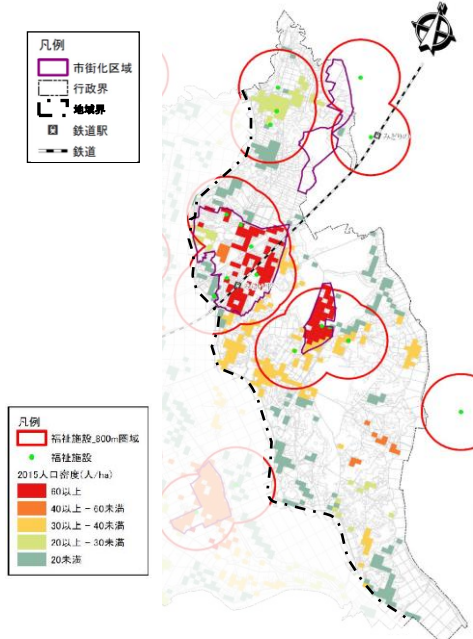 凡例
市街化区域
行政界
地域界
鉄道駅
鉄道
みどりの
凡例
福祉施設_800m圏域
福祉施設
2015人口密度(人/ha)
60以上
40以上 - 60未満
30以上 - 40未満
20以上 - 30未満
20未満